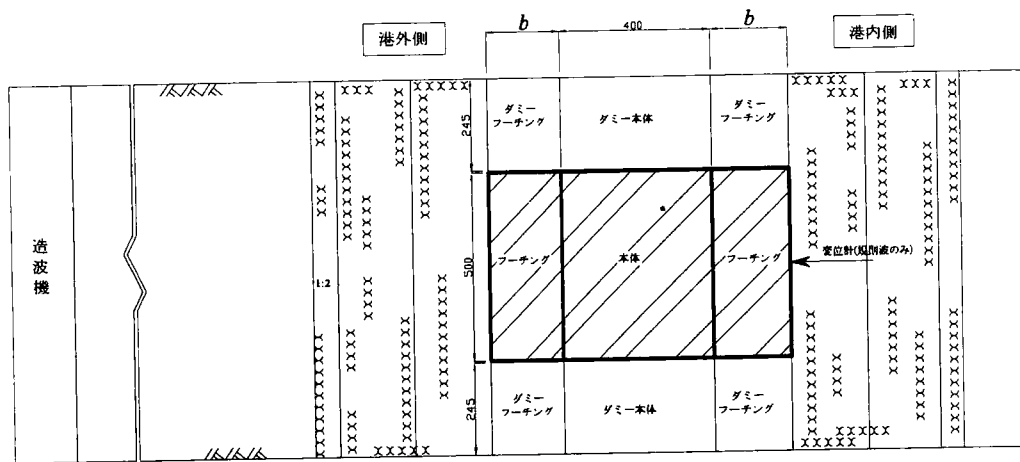 港外側
b
400
b
港内側
ダミー
フーチング
ダミー本体
ダミー
フーチング
245
造波機
1:2
500
フーチング
本体
フーチング
変位計(規則波のみ)
245
ダミー
フーチング
ダミー本体
ダミー
フーチング